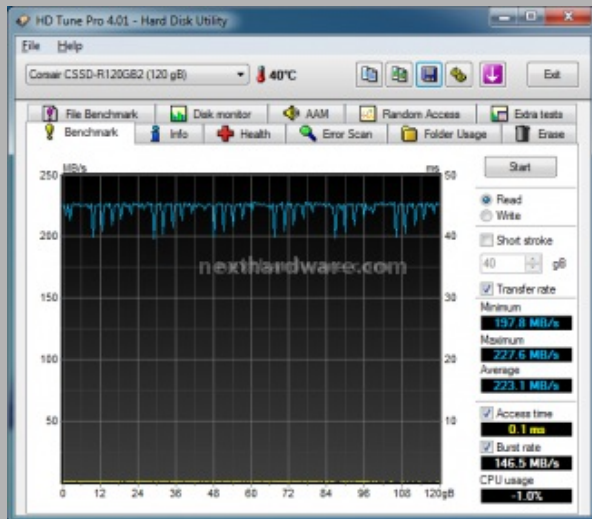 HD Tune Pro 4.01 - Hard Disk Utility
File Help
Corsair CSSD-R120GB2 (120 gB)
40°C
Exit
File Benchmark Disk monitor AAM Random Access Extra tests
Benchmark Info Health Error Scan Folder Usage Erase
MB/s
ms
250
200
150
100
50
50
40
30
20
10
nexthardware.com
0 12 24 36 48 60 72 84 96 108 120gB
Start
Read
Write
Short stroke
40 gB
Transfer rate
Minimum
197.8 MB/s
Maximum
227.6 MB/s
Average
223.1 MB/s
Access time
0.1 ms
Burst rate
146.5 MB/s
CPU usage
-1.0%